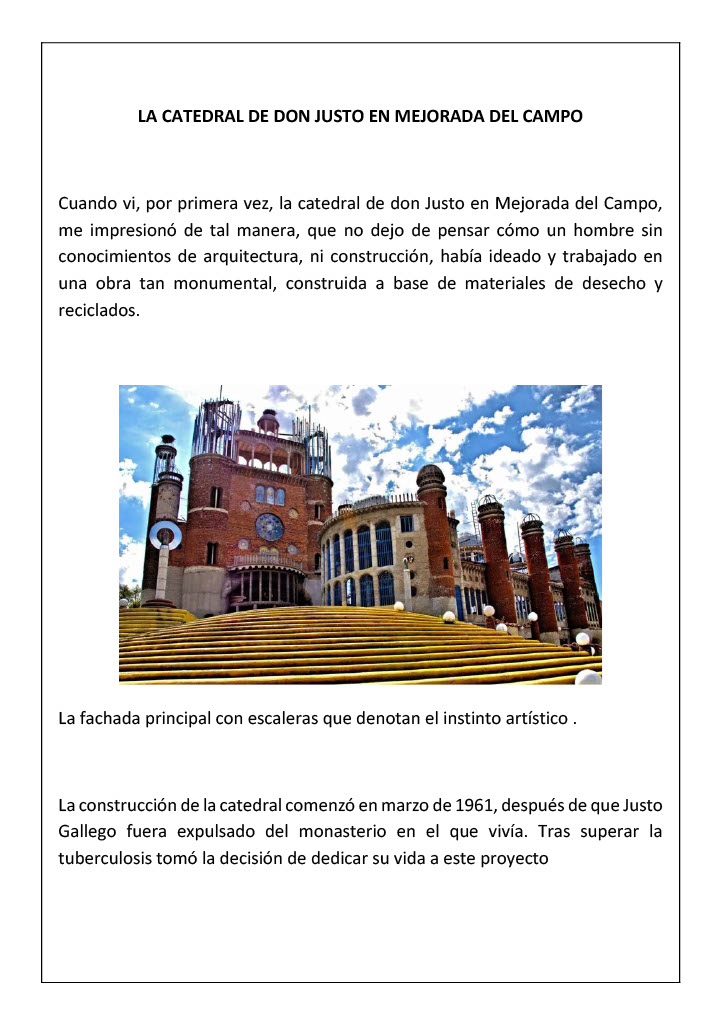 LA CATEDRAL DE DON JUSTO EN MEJORADA DEL CAMPO
Cuando vi, por primera vez, la catedral de don Justo en Mejorada del Campo,
me impresionó de tal manera, que no dejo de pensar cómo un hombre sin
conocimientos de arquitectura, ni construcción, había ideado y trabajado en
una obra tan monumental, construida a base de materiales de desecho y
reciclados.
La fachada principal con escaleras que denotan el instinto artístico .
La construcción de la catedral comenzó en marzo de 1961, después de que Justo
Gallego fuera expulsado del monasterio en el que vivía. Tras superar la
tuberculosis tomó la decisión de dedicar su vida a este proyecto